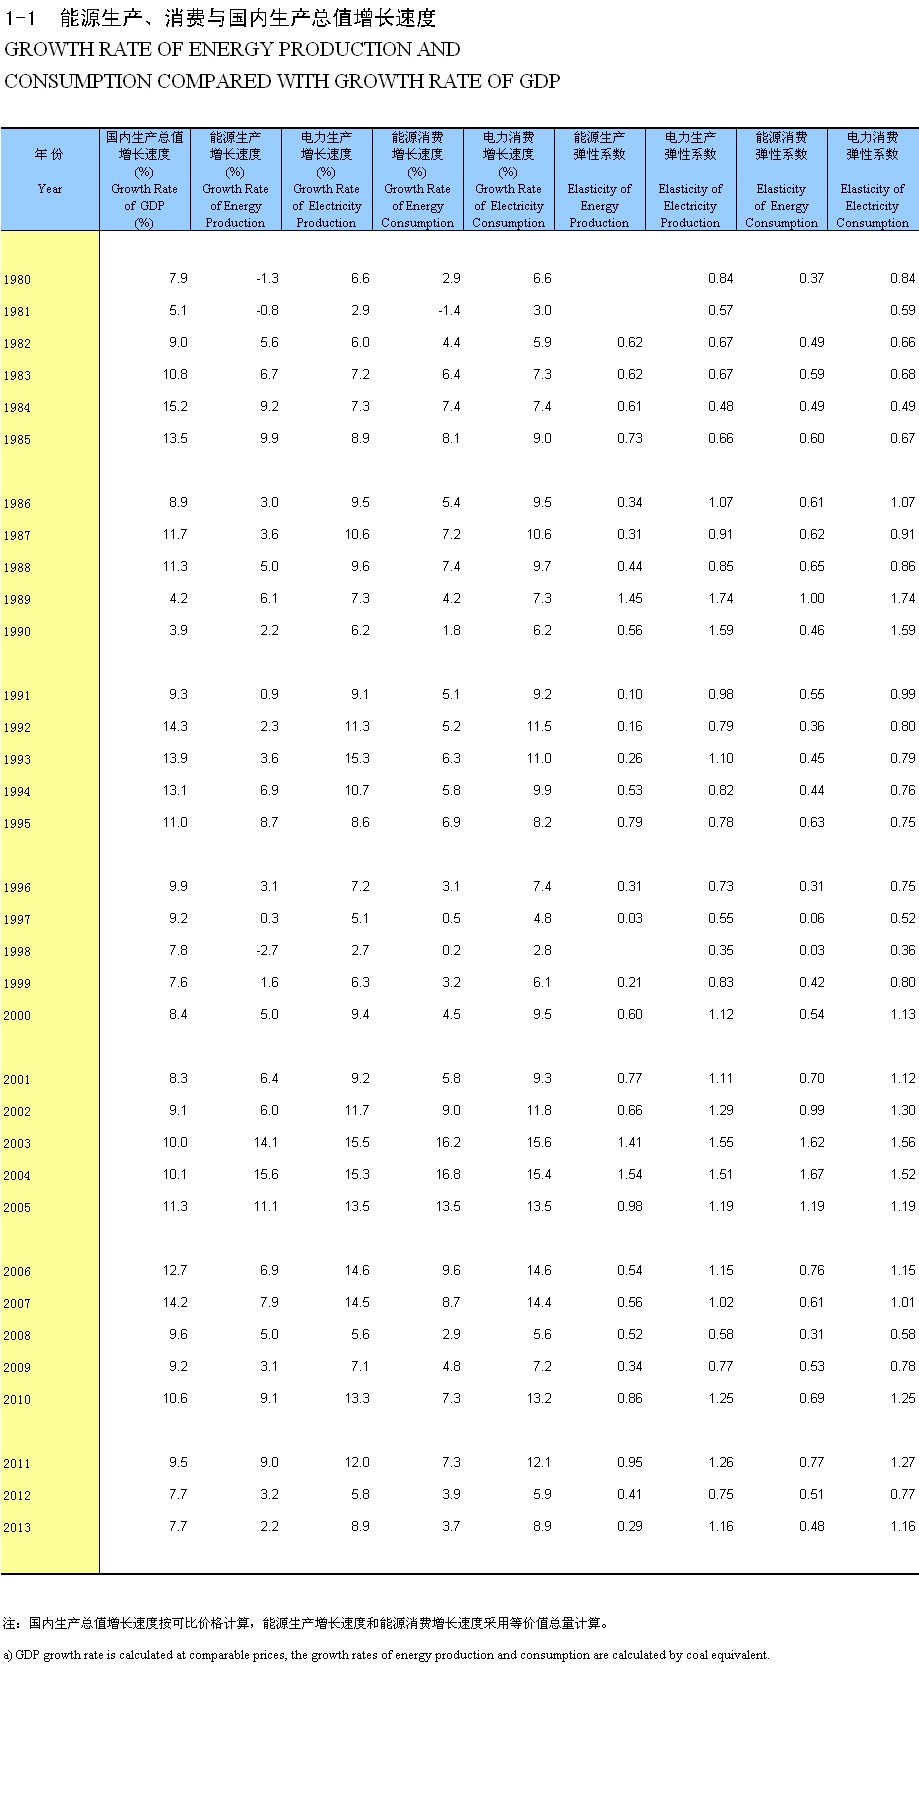 1-1 能源生产、消费与国内生产总值增长速度
GROWTH RATE OF ENERGY PRODUCTION AND
CONSUMPTION COMPARED WITH GROWTH RATE OF GDP
年 份 Year
国内生产总值 增长速度 (%) Growth Rate of GDP (%)
能源生产 增长速度 (%) Growth Rate of Energy Production
电力生产 增长速度 (%) Growth Rate of Electricity Production
能源消费 增长速度 (%) Growth Rate of Energy Consumption
电力消费 增长速度 (%) Growth Rate of Electricity Consumption
能源生产 弹性系数 Elasticity of Energy Production
电力生产 弹性系数 Elasticity of Electricity Production
能源消费 弹性系数 Elasticity of Energy Consumption
电力消费 弹性系数 Elasticity of Electricity Consumption
1980 7.9 -1.3 6.6 2.9 6.6 0.84 0.37 0.84
1981 5.1 -0.8 2.9 -1.4 3.0 0.57 0.59
1982 9.0 5.6 6.0 4.4 5.9 0.62 0.67 0.49 0.66
1983 10.8 6.7 7.2 6.4 7.3 0.62 0.67 0.59 0.68
1984 15.2 9.2 7.3 7.4 7.4 0.61 0.48 0.49 0.49
1985 13.5 9.9 8.9 8.1 9.0 0.73 0.66 0.60 0.67
1986 8.9 3.0 9.5 5.4 9.5 0.34 1.07 0.61 1.07
1987 11.7 3.6 10.6 7.2 10.6 0.31 0.91 0.62 0.91
1988 11.3 5.0 9.6 7.4 9.7 0.44 0.85 0.65 0.86
1989 4.2 6.1 7.3 4.2 7.3 1.45 1.74 1.00 1.74
1990 3.9 2.2 6.2 1.8 6.2 0.56 1.59 0.46 1.59
1991 9.3 0.9 9.1 5.1 9.2 0.10 0.98 0.55 0.99
1992 14.3 2.3 11.3 5.2 11.5 0.16 0.79 0.36 0.80
1993 13.9 3.6 15.3 6.3 11.0 0.26 1.10 0.45 0.79
1994 13.1 6.9 10.7 5.8 9.9 0.53 0.82 0.44 0.76
1995 11.0 8.7 8.6 6.9 8.2 0.79 0.78 0.63 0.75
1996 9.9 3.1 7.2 3.1 7.4 0.31 0.73 0.31 0.75
1997 9.2 0.3 5.1 0.5 4.8 0.03 0.55 0.06 0.52
1998 7.8 -2.7 2.7 0.2 2.8 0.35 0.03 0.36
1999 7.6 1.6 6.3 3.2 6.1 0.21 0.83 0.42 0.80
2000 8.4 5.0 9.4 4.5 9.5 0.60 1.12 0.54 1.13
2001 8.3 6.4 9.2 5.8 9.3 0.77 1.11 0.70 1.12
2002 9.1 6.0 11.7 9.0 11.8 0.66 1.29 0.99 1.30
2003 10.0 14.1 15.5 16.2 15.6 1.41 1.55 1.62 1.56
2004 10.1 15.6 15.3 16.8 15.4 1.54 1.51 1.67 1.52
2005 11.3 11.1 13.5 13.5 13.5 0.98 1.19 1.19 1.19
2006 12.7 6.9 14.6 9.6 14.6 0.54 1.15 0.76 1.15
2007 14.2 7.9 14.5 8.7 14.4 0.56 1.02 0.61 1.01
2008 9.6 5.0 5.6 2.9 5.6 0.52 0.58 0.31 0.58
2009 9.2 3.1 7.1 4.8 7.2 0.34 0.77 0.53 0.78
2010 10.6 9.1 13.3 7.3 13.2 0.86 1.25 0.69 1.25
2011 9.5 9.0 12.0 7.3 12.1 0.95 1.26 0.77 1.27
2012 7.7 3.2 5.8 3.9 5.9 0.41 0.75 0.51 0.77
2013 7.7 2.2 8.9 3.7 8.9 0.29 1.16 0.48 1.16
注：国内生产总值增长速度按可比价格计算，能源生产增长速度和能源消费增长速度采用等价值总量计算。
a) GDP growth rate is calculated at comparable prices, the growth rates of energy production and consumption are calculated by coal equivalent.